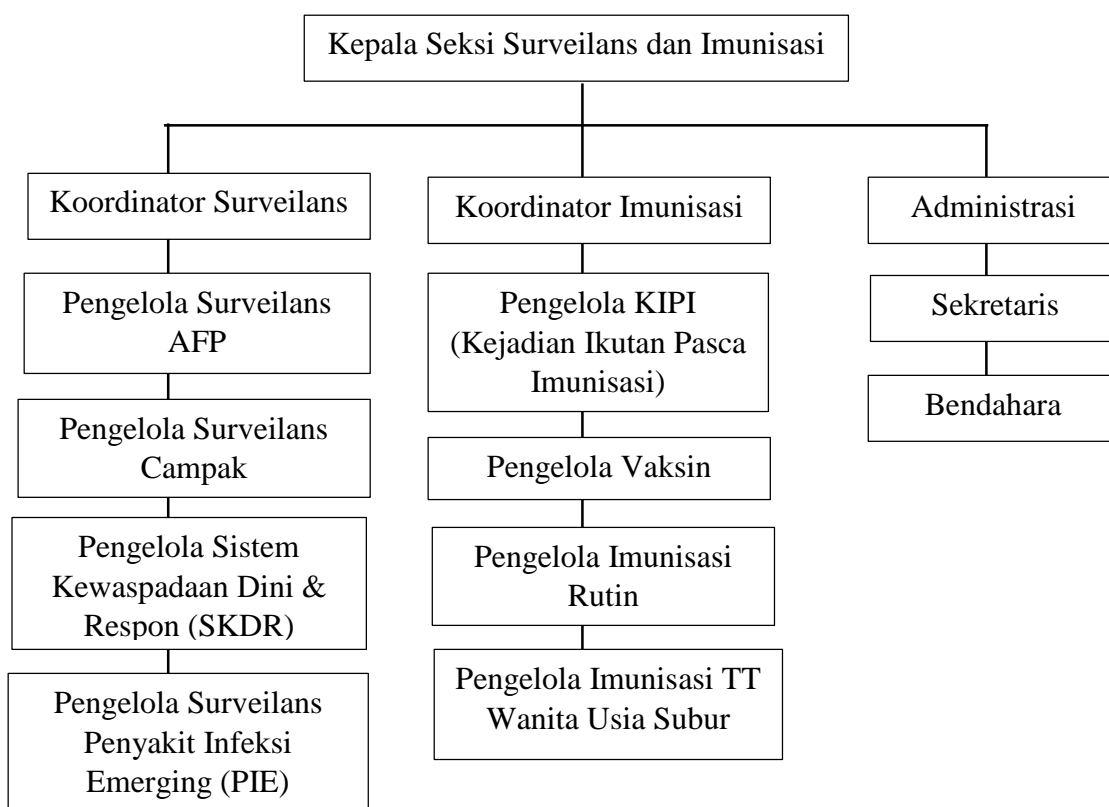 Kepala Seksi Surveilans dan Imunisasi
Koordinator Surveilans
Pengelola Surveilans
AFP
Pengelola Surveilans
Campak
Pengelola Sistem
Kewaspadaan Dini &
Respon (SKDR)
Pengelola Surveilans
Penyakit Infeksi
Emerging (PIE)
Koordinator Imunisasi
Pengelola KIPI
(Kejadian Ikutan Pasca
Imunisasi)
Pengelola Vaksin
Pengelola Imunisasi
Rutin
Pengelola Imunisasi TT
Wanita Usia Subur
Administrasi
Sekretaris
Bendahara